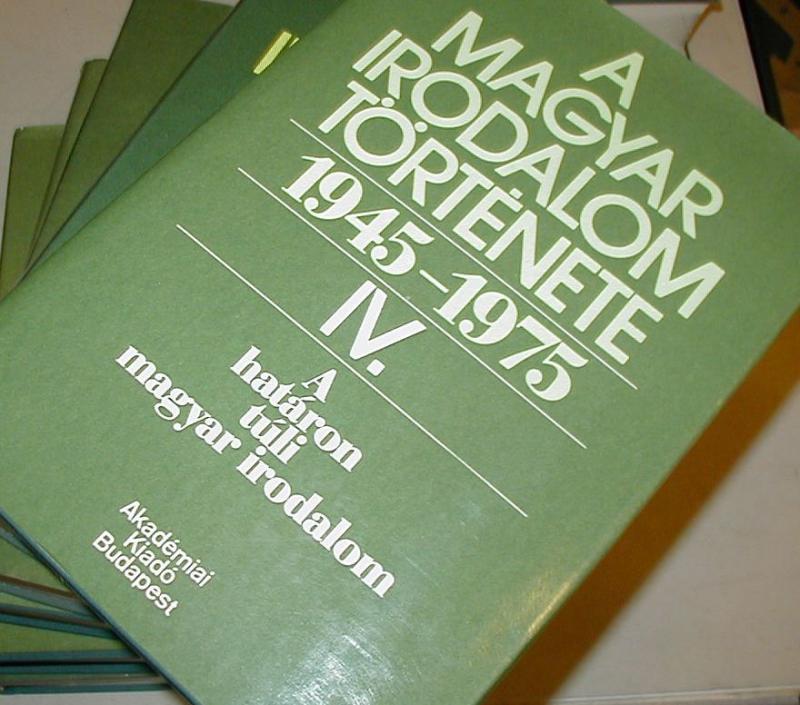 A
MAGYAR
IRODALOM
TÖRTÉNETE
1945–1975
IV.
A
határon
túli
magyar irodalom
Akadémiai
Kiadó
Budapest